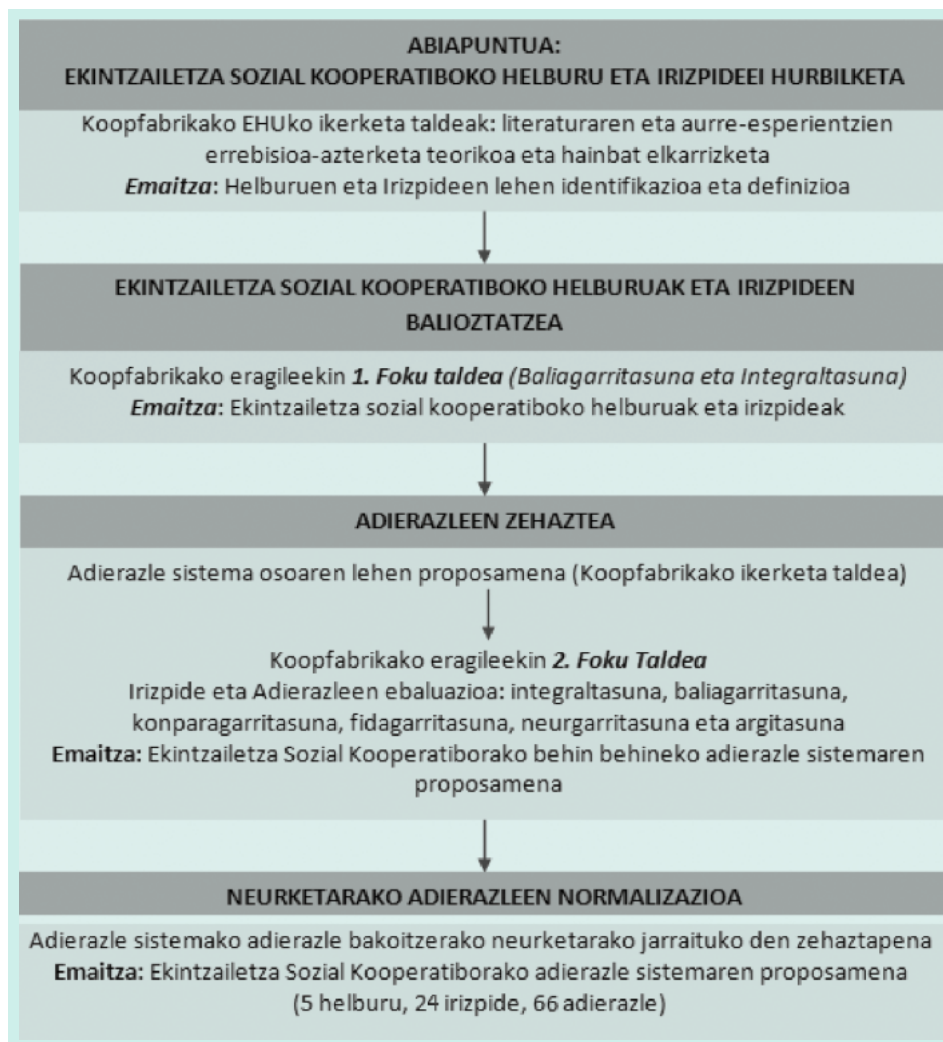 ABIAPUNTUA:
EKINTZAILETZA SOZIAL KOOPERATIBOKO HELBURU ETA IRIZPIDEEI HURBILKETA
Koopfabrikako EHUko ikerketa taldeak: literaturaren eta aurre-esperientzien
errebisioa-azterketa teorikoa eta hainbat elkarrizketa
Emaitza: Helburuen eta Irizpideen lehen identifikazioa eta definizioa
EKINTZAILETZA SOZIAL KOOPERATIBOKO HELBURUAK ETA IRIZPIDEEN
BALIOZTATZEA
Koopfabrikako eragileekin 1. Foku taldea (Baliagarritasuna eta Integraltasuna)
Emaitza: Ekintzailetza sozial kooperatiboko helburuak eta irizpideak
ADIERAZLEEN ZEHAZTEA
Adierazle sistema osoaren lehen proposamena (Koopfabrikako ikerketa taldea)
Koopfabrikako eragileekin 2. Foku Taldea
Irizpide eta Adierazleen ebaluazioa: integraltasuna, baliagarritasuna,
konparagarritasuna, fidagarritasuna, neurgarritasuna eta argitasuna
Emaitza: Ekintzailetza Sozial Kooperatiborako behin behineko adierazle sistemaren
proposamena
NEURKETARAKO ADIERAZLEEN NORMALIZAZIOA
Adierazle sistemako adierazle bakoitzerako neurketarako jarraituko den zehaztapena
Emaitza: Ekintzailetza Sozial Kooperatiborako adierazle sistemaren proposamena
(5 helburu, 24 irizpide, 66 adierazle)